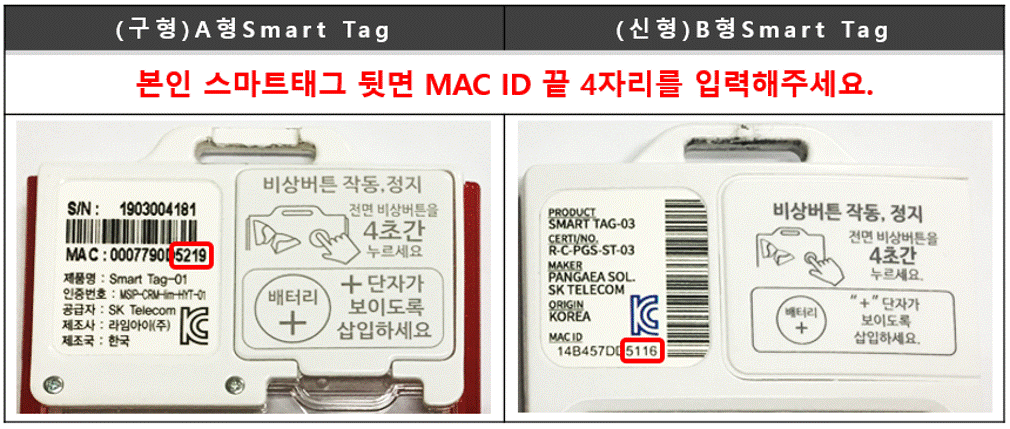 (구형)A형Smart Tag
(신형)B형Smart Tag
본인 스마트태그 뒷면 MAC ID 끝 4자리를 입력해주세요.
S/N : 1903004181
MAC : 0007790D5219
제품명 : Smart Tag-01
인증번호 : MSIP-CRM-lim-HYT-01
공급자 : SK Telecom
제조사 : 라임아이(주)
제조국 : 한국
비상버튼 작동,정지
전면 비상버튼을
4초간
누르세요
배터리
+
+ 단자가
보이도록
삽입하세요
PRODUCT
SMART TAG-03
CERTI/NO.
R-C-PGS-ST-03
MAKER
PANGAEA SOL.
SK TELECOM
ORIGIN
KOREA
MAC ID
14B457DD5116
비상버튼 작동, 정지
전면 비상버튼을
4초간
누르세요.
배터리
+
"+" 단자가
보이도록
삽입하세요.